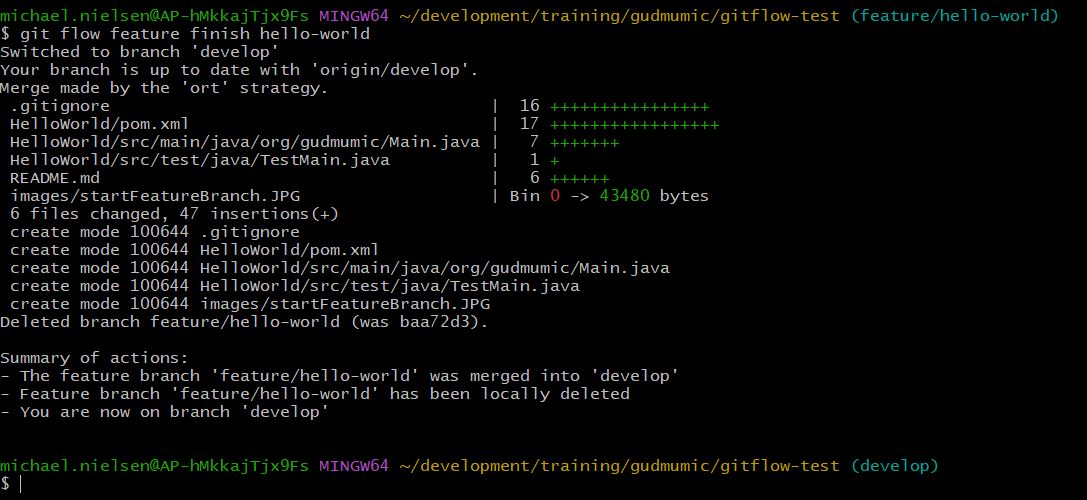 michael.nielsen@AP-hMkkajTjx9Fs MINGW64 ~/development/training/gudmumic/gitflow-test (feature/hello-world)
$ git flow feature finish hello-world
Switched to branch 'develop'
Your branch is up to date with 'origin/develop'.
Merge made by the 'ort' strategy.
 .gitignore                                      |  16 ++++++++++++++++
 HelloWorld/pom.xml                              |  17 +++++++++++++++++
 HelloWorld/src/main/java/org/gudmumic/Main.java |   7 +++++++
 HelloWorld/src/test/java/TestMain.java          |   1 +
 README.md                                       |   6 ++++++
 images/startFeatureBranch.JPG                   | Bin 0 -> 43480 bytes
 6 files changed, 47 insertions(+)
 create mode 100644 .gitignore
 create mode 100644 HelloWorld/pom.xml
 create mode 100644 HelloWorld/src/main/java/org/gudmumic/Main.java
 create mode 100644 HelloWorld/src/test/java/TestMain.java
 create mode 100644 images/startFeatureBranch.JPG
Deleted branch feature/hello-world (was baa72d3).

Summary of actions:
- The feature branch 'feature/hello-world' was merged into 'develop'
- Feature branch 'feature/hello-world' has been locally deleted
- You are now on branch 'develop'

michael.nielsen@AP-hMkkajTjx9Fs MINGW64 ~/development/training/gudmumic/gitflow-test (develop)
$